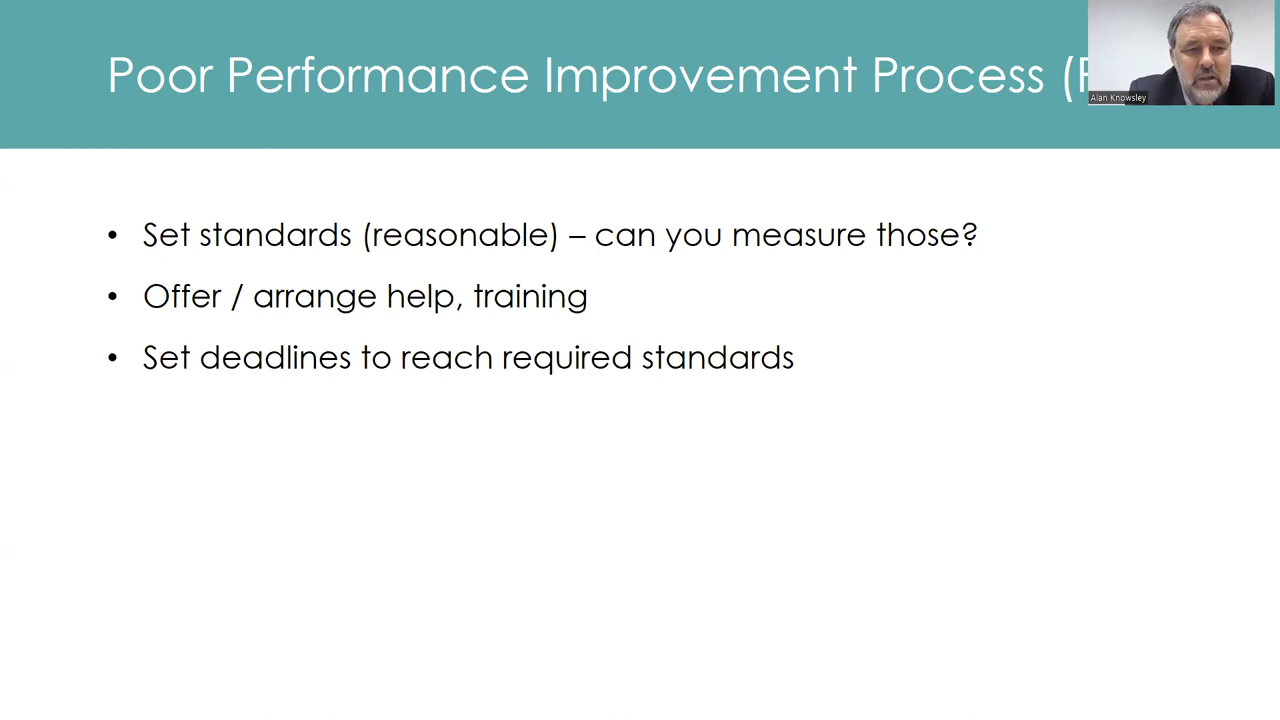 Poor Performance Improvement Process (
Alan Knowsley
• Set standards (reasonable) – can you measure those?
• Offer / arrange help, training
• Set deadlines to reach required standards